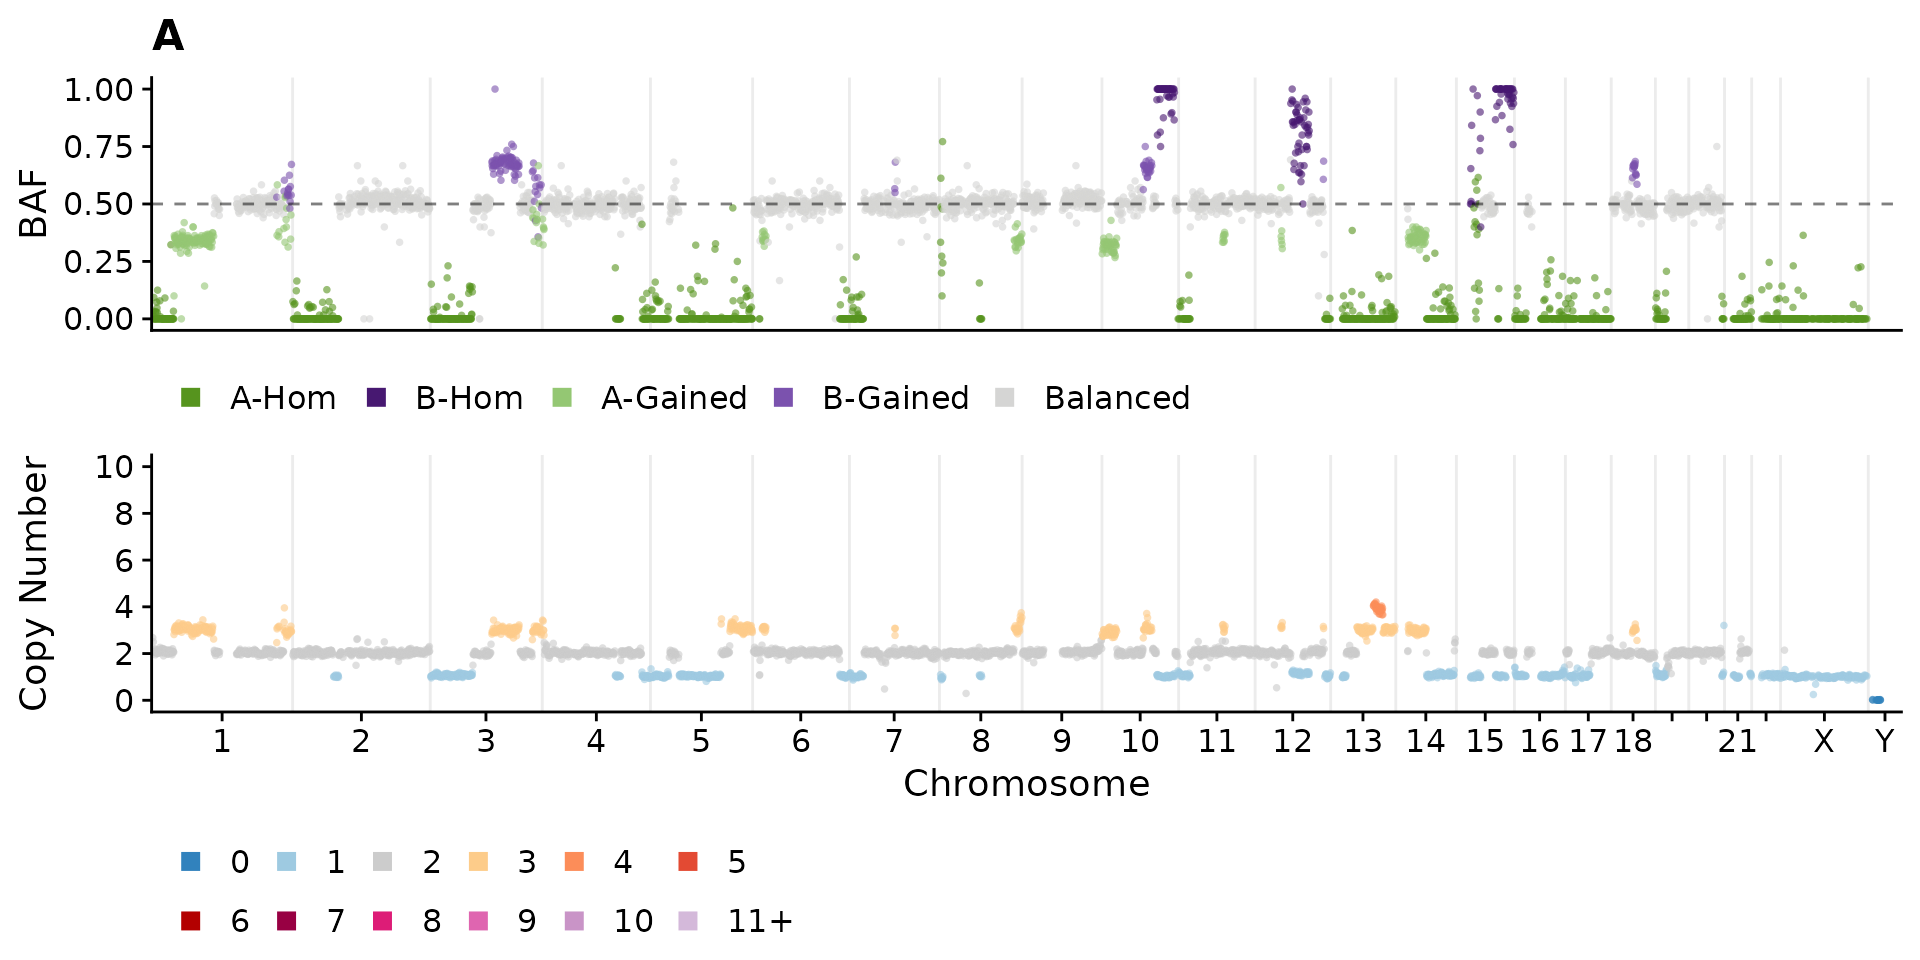 A
1.00
0.75
0.50
0.25
0.00
BAF
A-Hom B-Hom A-Gained B-Gained Balanced
10
8
6
4
2
0
Copy Number
1 2 3 4 5 6 7 8 9 10 11 12 13 14 15 16 17 18 21 X Y
Chromosome
0 1 2 3 4 5
6 7 8 9 10 11+